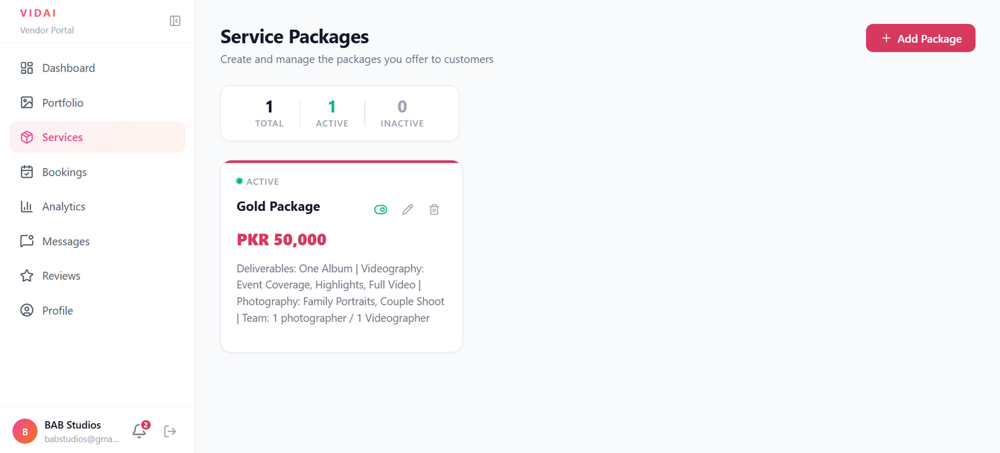 VIDAI
Vendor Portal
Dashboard
Portfolio
Services
Bookings
Analytics
Messages
Reviews
Profile
B
BAB Studios
babstudios@gma...
2
Service Packages
Create and manage the packages you offer to customers
+ Add Package
1
TOTAL
1
ACTIVE
0
INACTIVE
ACTIVE
Gold Package
PKR 50,000
Deliverables: One Album | Videography:
Event Coverage, Highlights, Full Video |
Photography: Family Portraits, Couple Shoot
| Team: 1 photographer / 1 Videographer